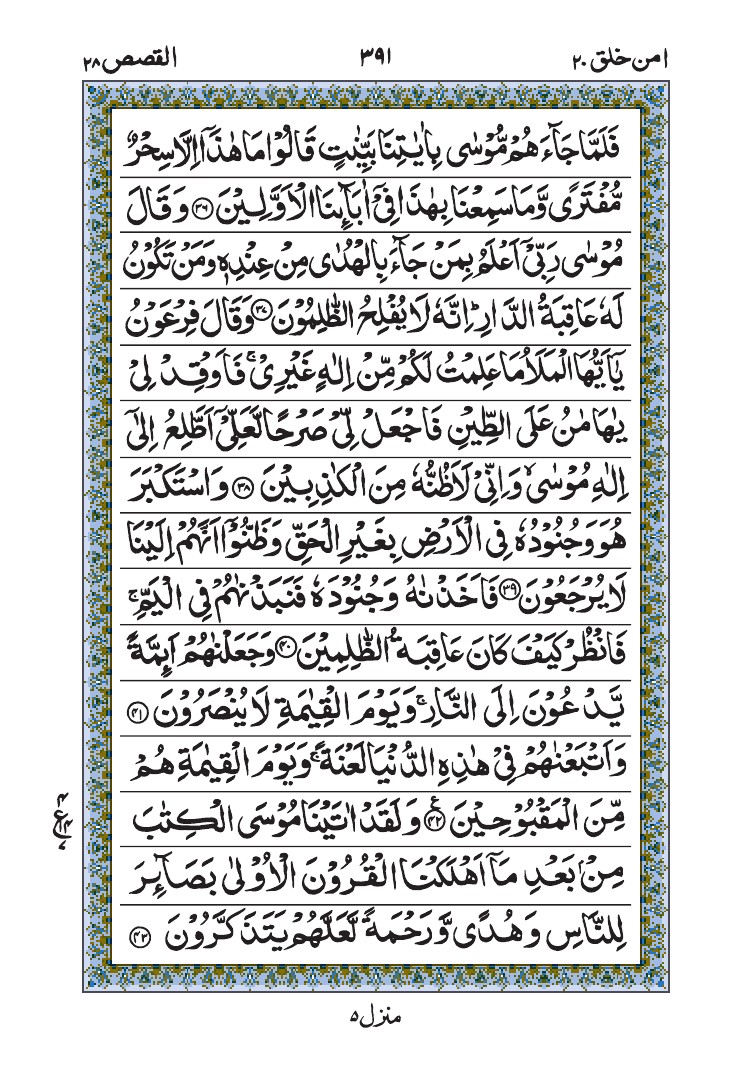 امن خلق ٢٠
٣٩١
القصص ٢٨
فَلَمَّا جَآءَهُمْ مُّوْسٰى بِاٰيٰتِنَا بَيِّنٰتٍ قَالُوْا مَا هٰذَاۤ اِلَّا سِحْرٌ
مُّفْتَرًى وَّمَا سَمِعْنَا بِهٰذَا فِىْۤ اٰبَآئِنَا الْاَوَّلِيْنَ ٣٦ وَقَالَ
مُوْسٰى رَبِّىْۤ اَعْلَمُ بِمَنْ جَآءَ بِالْهُدٰى مِنْ عِنْدِهٖ وَمَنْ تَكُوْنُ
لَهٗ عَاقِبَةُ الدَّارِؕ اِنَّهٗ لَا يُفْلِحُ الظّٰلِمُوْنَ ٣٧ وَقَالَ فِرْعَوْنُ
يٰۤاَيُّهَا الْمَلَاُ مَا عَلِمْتُ لَكُمْ مِّنْ اِلٰهٍ غَيْرِىْۚ فَاَوْقِدْ لِىْ
يٰهَامٰنُ عَلَى الطِّيْنِ فَاجْعَلْ لِّىْ صَرْحًا لَّعَلِّىْۤ اَطَّلِعُ اِلٰٓى
اِلٰهِ مُوْسٰىۙ وَاِنِّىْ لَاَظُنُّهٗ مِنَ الْكٰذِبِيْنَ ٣٨ وَاسْتَكْبَرَ
هُوَ وَجُنُوْدُهٗ فِى الْاَرْضِ بِغَيْرِ الْحَقِّ وَظَنُّوْۤا اَنَّهُمْ اِلَيْنَا
لَا يُرْجَعُوْنَ ٣٩ فَاَخَذْنٰهُ وَجُنُوْدَهٗ فَنَبَذْنٰهُمْ فِى الْيَمِّۚ
فَانْظُرْ كَيْفَ كَانَ عَاقِبَةُ الظّٰلِمِيْنَ ٤٠ وَجَعَلْنٰهُمْ اَئِمَّةً
يَّدْعُوْنَ اِلَى النَّارِۚ وَيَوْمَ الْقِيٰمَةِ لَا يُنْصَرُوْنَ ٤١
وَاَتْبَعْنٰهُمْ فِىْ هٰذِهِ الدُّنْيَا لَعْنَةًۚ وَيَوْمَ الْقِيٰمَةِ هُمْ
مِّنَ الْمَقْبُوْحِيْنَ ٤٢ وَلَقَدْ اٰتَيْنَا مُوْسَى الْكِتٰبَ
مِنْۢ بَعْدِ مَاۤ اَهْلَكْنَا الْقُرُوْنَ الْاُوْلٰى بَصَآئِرَ
لِلنَّاسِ وَهُدًى وَّرَحْمَةً لَّعَلَّهُمْ يَتَذَكَّرُوْنَ ٤٣
منزل ٥